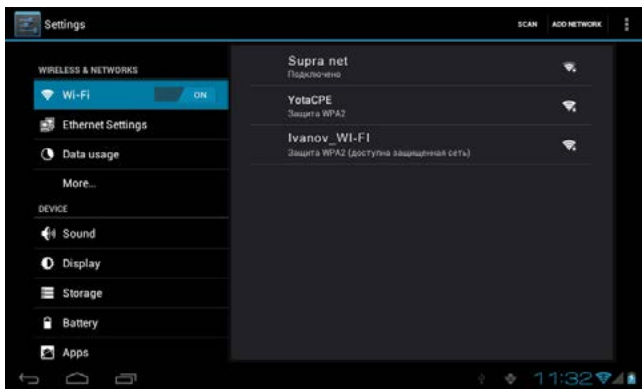 Settings
SCAN ADD NETWORK
WIRELESS & NETWORKS
Wi-Fi ON
Ethernet Settings
Data usage
More...
DEVICE
Sound
Display
Storage
Battery
Apps
Supra net
Подключено
YotaCPE
Защита WPA2
Ivanov_WI-FI
Защита WPA2 (доступна защищенная сеть)
11:32